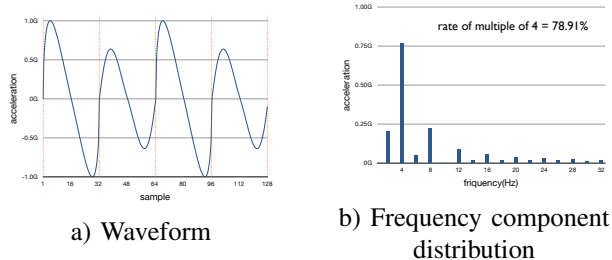 1.0G
0.5G
0G
-0.5G
-1.0G
acceleration
1 16 32 48 64 80 96 112 128
sample
a) Waveform
1.00G
0.75G
0.50G
0.25G
0G
acceleration
rate of multiple of 4 = 78.91%
4 8 12 16 20 24 28 32
friquency(Hz)
b) Frequency component
distribution